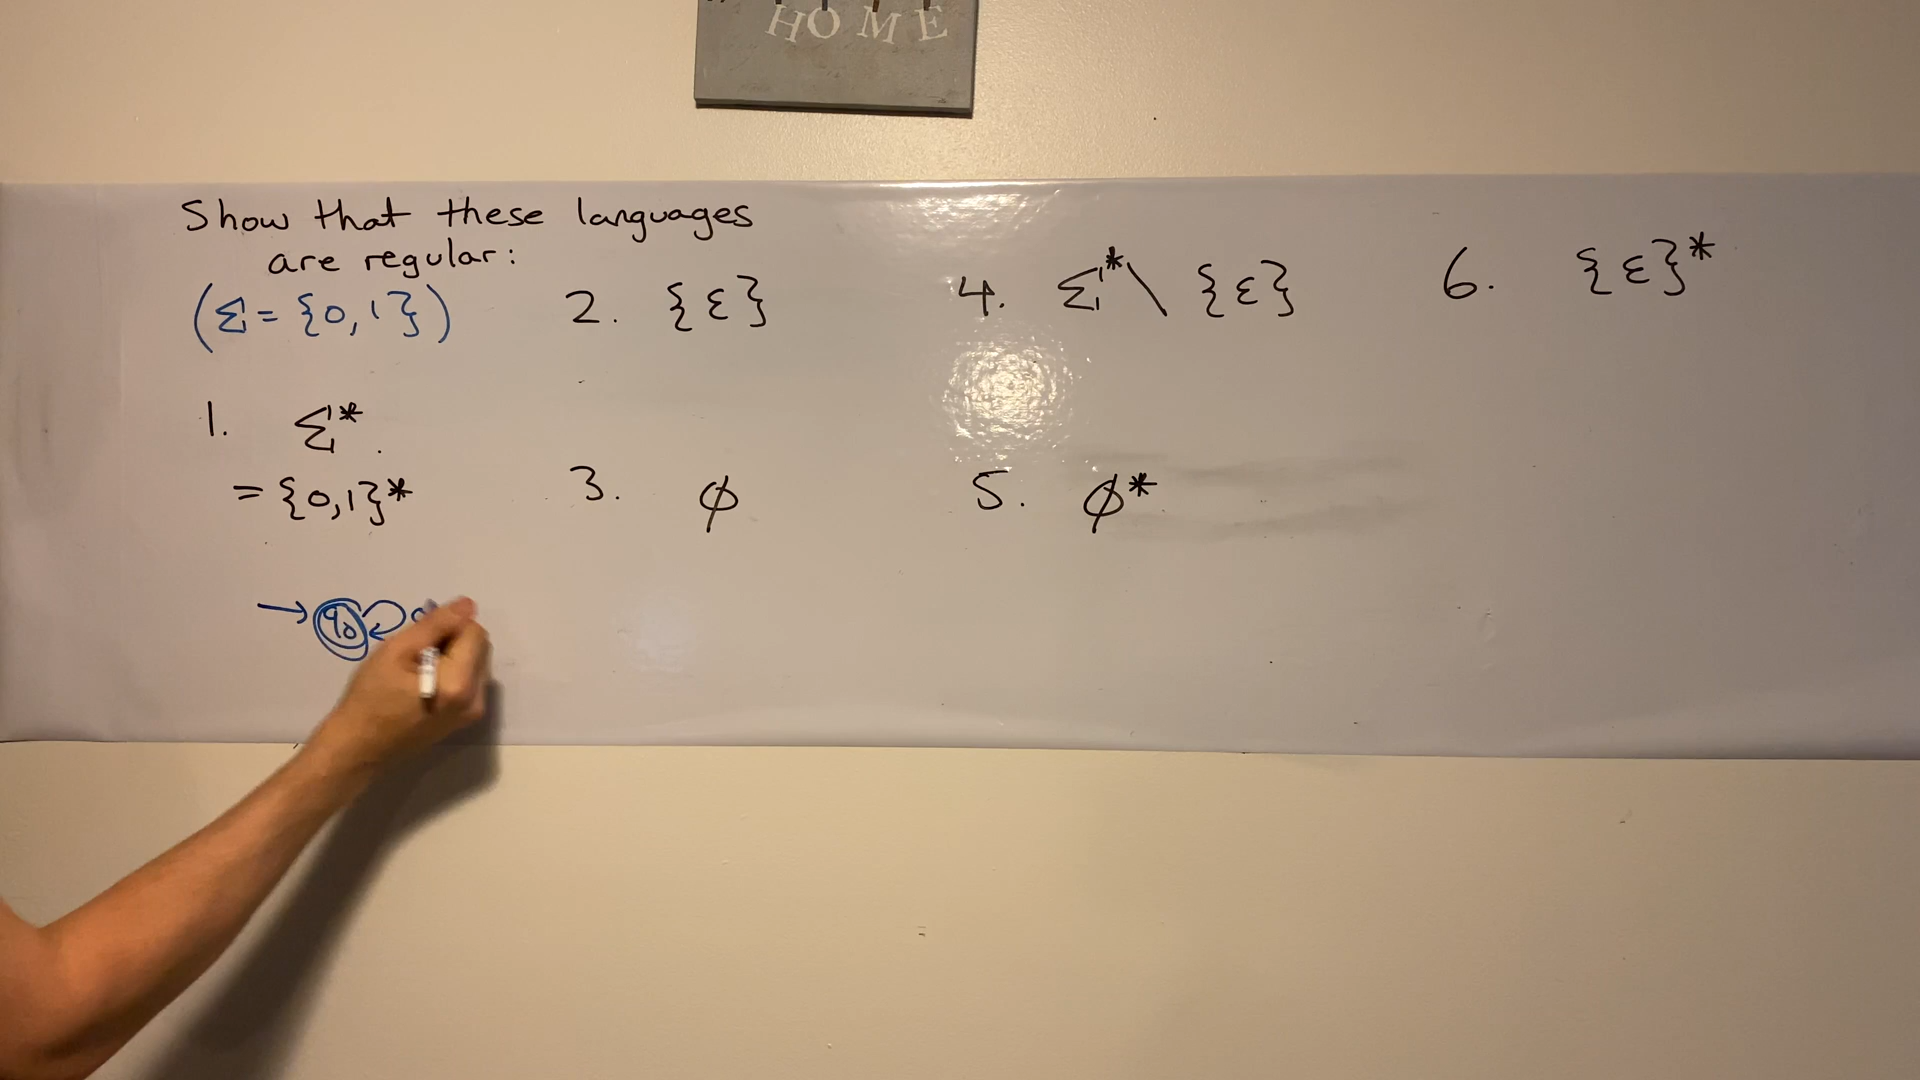 HOME
Show that these languages
are regular:
(Σ = {0,1})
1. Σ*
= {0,1}*
q0
2. {ε}
3. ϕ
4. Σ* \ {ε}
5. ϕ*
6. {ε}*